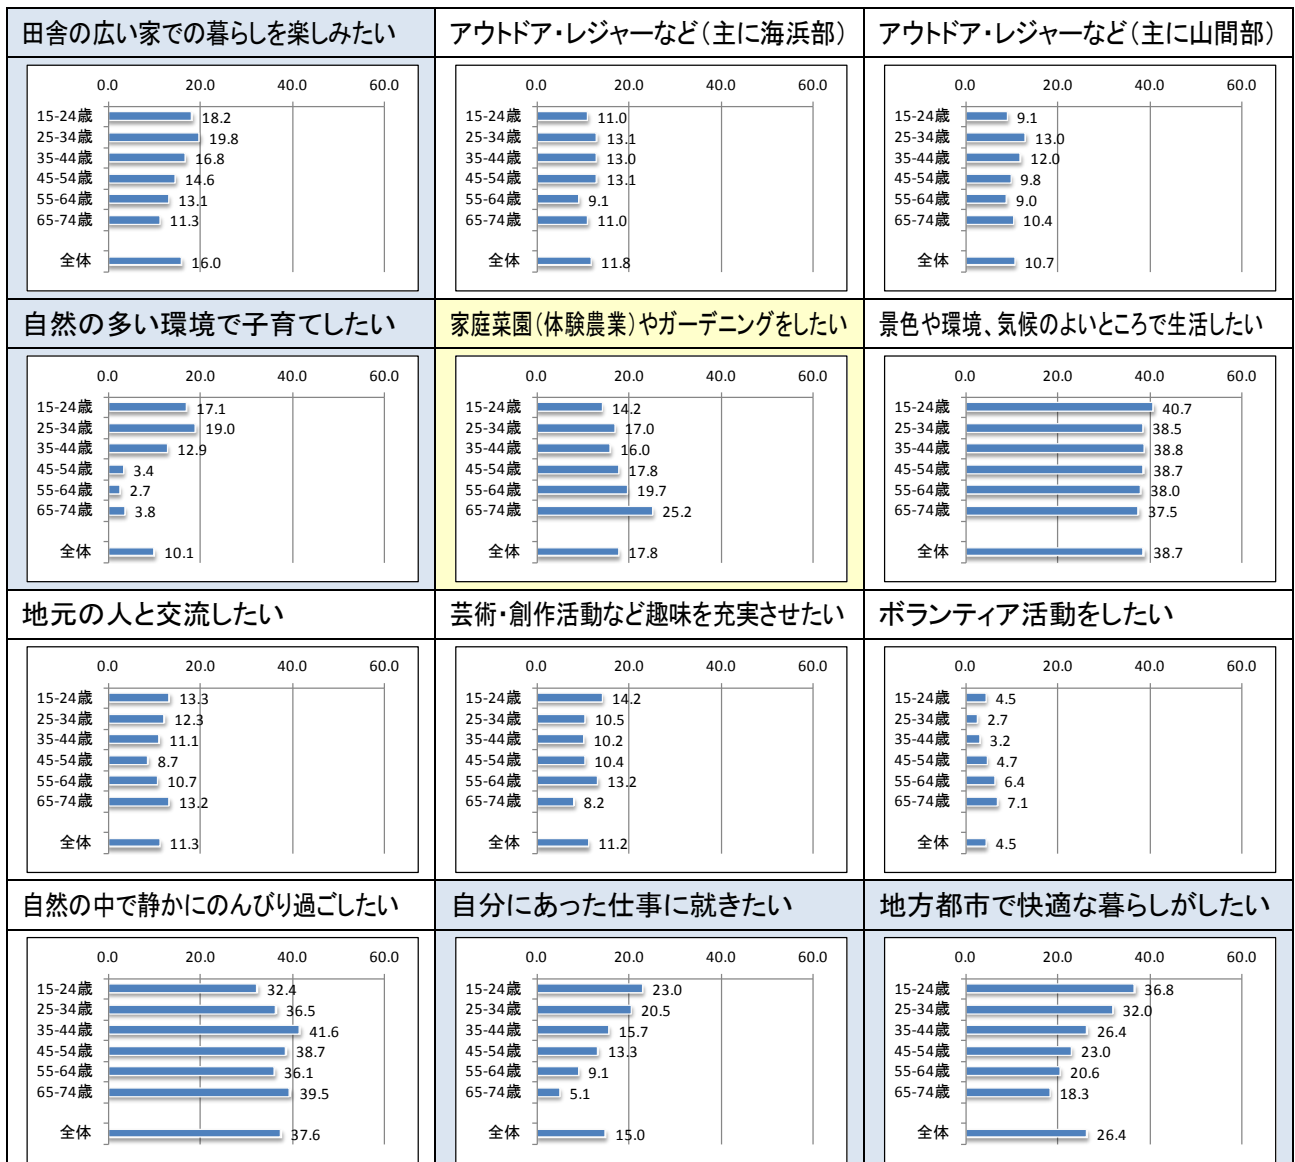 田舎の広い家での暮らしを楽しみたい
0.0 20.0 40.0 60.0
15-24歳 18.2
25-34歳 19.8
35-44歳 16.8
45-54歳 14.6
55-64歳 13.1
65-74歳 11.3
全体 16.0
アウトドア・レジャーなど（主に海浜部）
0.0 20.0 40.0 60.0
15-24歳 11.0
25-34歳 13.1
35-44歳 13.0
45-54歳 13.1
55-64歳 9.1
65-74歳 11.0
全体 11.8
アウトドア・レジャーなど（主に山間部）
0.0 20.0 40.0 60.0
15-24歳 9.1
25-34歳 13.0
35-44歳 12.0
45-54歳 9.8
55-64歳 9.0
65-74歳 10.4
全体 10.7
自然の多い環境で子育てしたい
0.0 20.0 40.0 60.0
15-24歳 17.1
25-34歳 19.0
35-44歳 12.9
45-54歳 3.4
55-64歳 2.7
65-74歳 3.8
全体 10.1
家庭菜園（体験農業）やガーデニングをしたい
0.0 20.0 40.0 60.0
15-24歳 14.2
25-34歳 17.0
35-44歳 16.0
45-54歳 17.8
55-64歳 19.7
65-74歳 25.2
全体 17.8
景色や環境、気候のよいところで生活したい
0.0 20.0 40.0 60.0
15-24歳 40.7
25-34歳 38.5
35-44歳 38.8
45-54歳 38.7
55-64歳 38.0
65-74歳 37.5
全体 38.7
地元の人と交流したい
0.0 20.0 40.0 60.0
15-24歳 13.3
25-34歳 12.3
35-44歳 11.1
45-54歳 8.7
55-64歳 10.7
65-74歳 13.2
全体 11.3
芸術・創作活動など趣味を充実させたい
0.0 20.0 40.0 60.0
15-24歳 14.2
25-34歳 10.5
35-44歳 10.2
45-54歳 10.4
55-64歳 13.2
65-74歳 8.2
全体 11.2
ボランティア活動をしたい
0.0 20.0 40.0 60.0
15-24歳 4.5
25-34歳 2.7
35-44歳 3.2
45-54歳 4.7
55-64歳 6.4
65-74歳 7.1
全体 4.5
自然の中で静かにのんびり過ごしたい
0.0 20.0 40.0 60.0
15-24歳 32.4
25-34歳 36.5
35-44歳 41.6
45-54歳 38.7
55-64歳 36.1
65-74歳 39.5
全体 37.6
自分にあった仕事に就きたい
0.0 20.0 40.0 60.0
15-24歳 23.0
25-34歳 20.5
35-44歳 15.7
45-54歳 13.3
55-64歳 9.1
65-74歳 5.1
全体 15.0
地方都市で快適な暮らしがしたい
0.0 20.0 40.0 60.0
15-24歳 36.8
25-34歳 32.0
35-44歳 26.4
45-54歳 23.0
55-64歳 20.6
65-74歳 18.3
全体 26.4